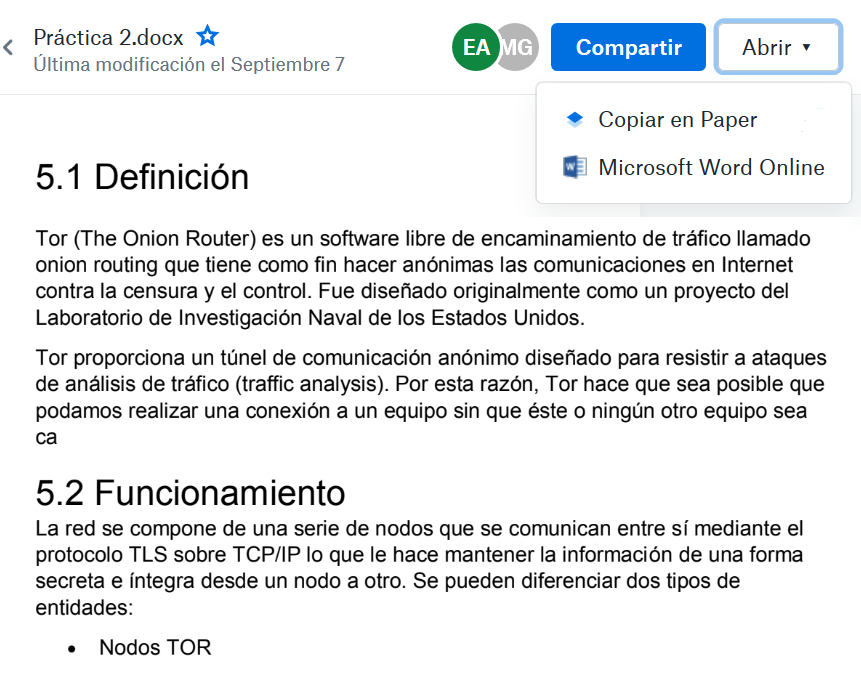 Práctica 2.docx
Última modificación el Septiembre 7
EA MG
Compartir
Abrir
Copiar en Paper
Microsoft Word Online
5.1 Definición
Tor (The Onion Router) es un software libre de encaminamiento de tráfico llamado
onion routing que tiene como fin hacer anónimas las comunicaciones en Internet
contra la censura y el control. Fue diseñado originalmente como un proyecto del
Laboratorio de Investigación Naval de los Estados Unidos.
Tor proporciona un túnel de comunicación anónimo diseñado para resistir a ataques
de análisis de tráfico (traffic analysis). Por esta razón, Tor hace que sea posible que
podamos realizar una conexión a un equipo sin que éste o ningún otro equipo sea
ca
5.2 Funcionamiento
La red se compone de una serie de nodos que se comunican entre sí mediante el
protocolo TLS sobre TCP/IP lo que le hace mantener la información de una forma
secreta e íntegra desde un nodo a otro. Se pueden diferenciar dos tipos de
entidades:
• Nodos TOR